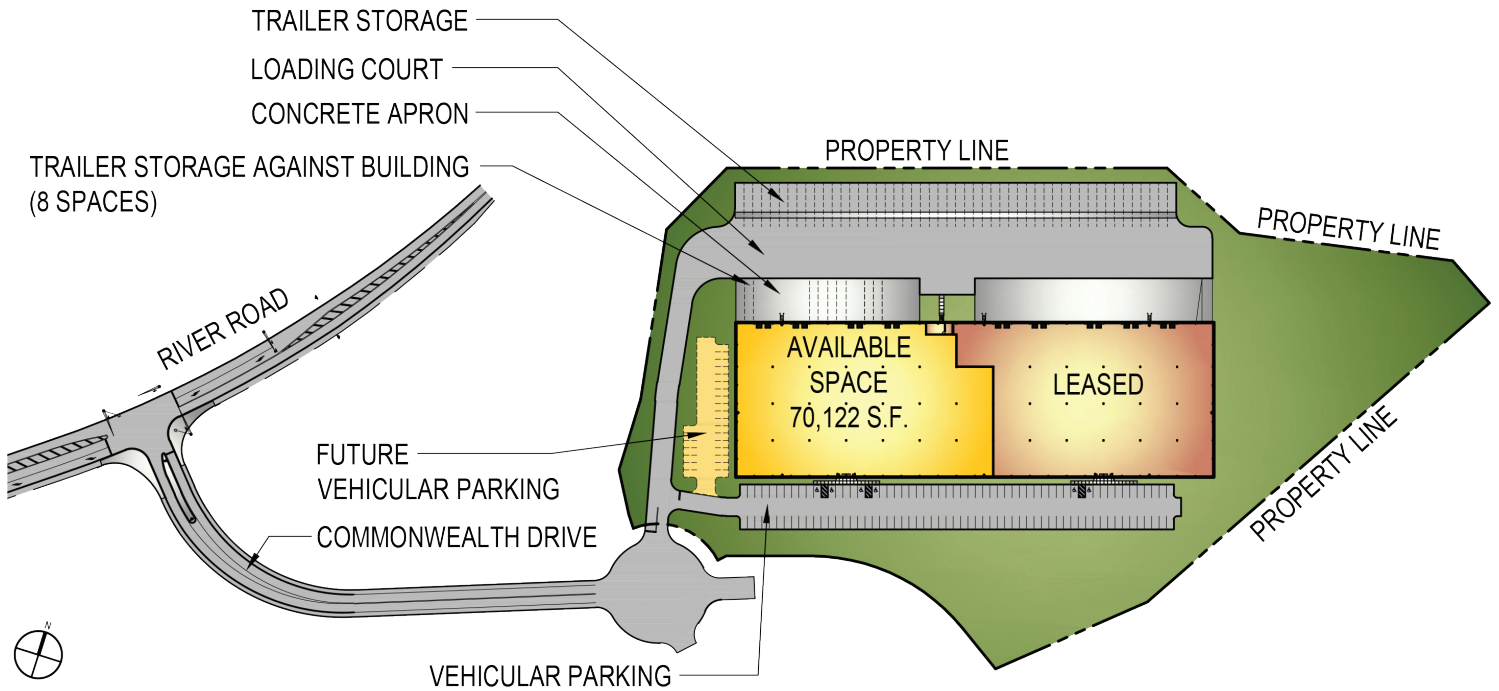 TRAILER STORAGE
LOADING COURT
CONCRETE APRON
TRAILER STORAGE AGAINST BUILDING
(8 SPACES)
PROPERTY LINE
PROPERTY LINE
RIVER ROAD
AVAILABLE
SPACE
70,122 S.F.
LEASED
PROPERTY LINE
FUTURE
VEHICULAR PARKING
COMMONWEALTH DRIVE
N
VEHICULAR PARKING